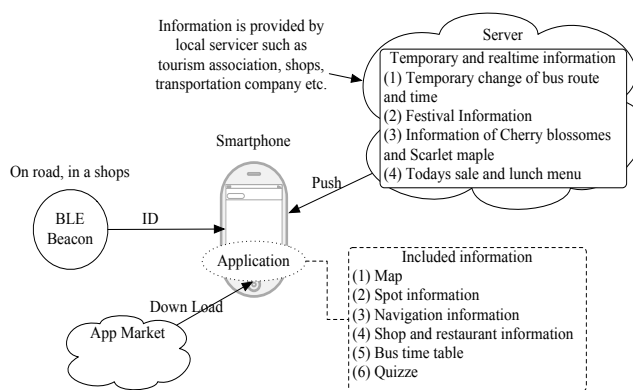 Information is provided by
local servicer such as
tourism association, shops,
transportation company etc.
Server
Temporary and realtime information
(1) Temporary change of bus route
and time
(2) Festival Information
(3) Information of Cherry blossomes
and Scarlet maple
(4) Todays sale and lunch menu
Smartphone
On road, in a shops
Push
BLE
Beacon
ID
Application
Included information
(1) Map
(2) Spot information
(3) Navigation information
(4) Shop and restaurant information
(5) Bus time table
(6) Quizze
Down Load
App Market